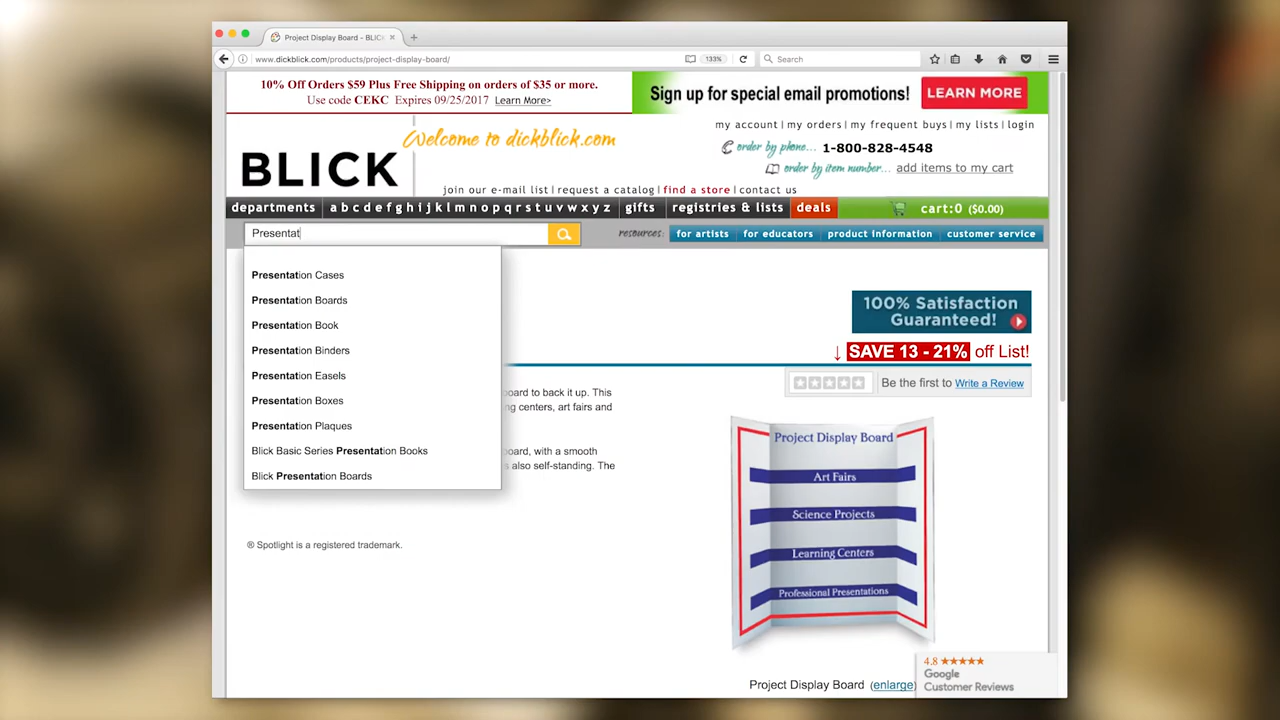 Project Display Board - BLIC
www.dickblick.com/products/project-display-board/
133%
Search
10% Off Orders $59 Plus Free Shipping on orders of $35 or more.
Use code CEKC Expires 09/25/2017 Learn More>
Sign up for special email promotions!
LEARN MORE
Welcome to dickblick.com
BLICK
my account | my orders | my frequent buys | my lists | login
order by phone... 1-800-828-4548
order by item number... add items to my cart
join our e-mail list | request a catalog | find a store | contact us
departments
a b c d e f g h i j k l m n o p q r s t u v w x y z
gifts
registries & lists
deals
cart:0 ($0.00)
Presentat
resources:
for artists
for educators
product information
customer service
Presentation Cases
Presentation Boards
Presentation Book
Presentation Binders
Presentation Easels
Presentation Boxes
Presentation Plaques
Blick Basic Series Presentation Books
Blick Presentation Boards
100% Satisfaction
Guaranteed!
↓ SAVE 13 - 21% off List!
Be the first to Write a Review
oard to back it up. This
ng centers, art fairs and
oard, with a smooth
s also self-standing. The
® Spotlight is a registered trademark.
Project Display Board
Art Fairs
Science Projects
Learning Centers
Professional Presentations
Project Display Board (enlarge)
4.8 ★★★★★
Google
Customer Reviews